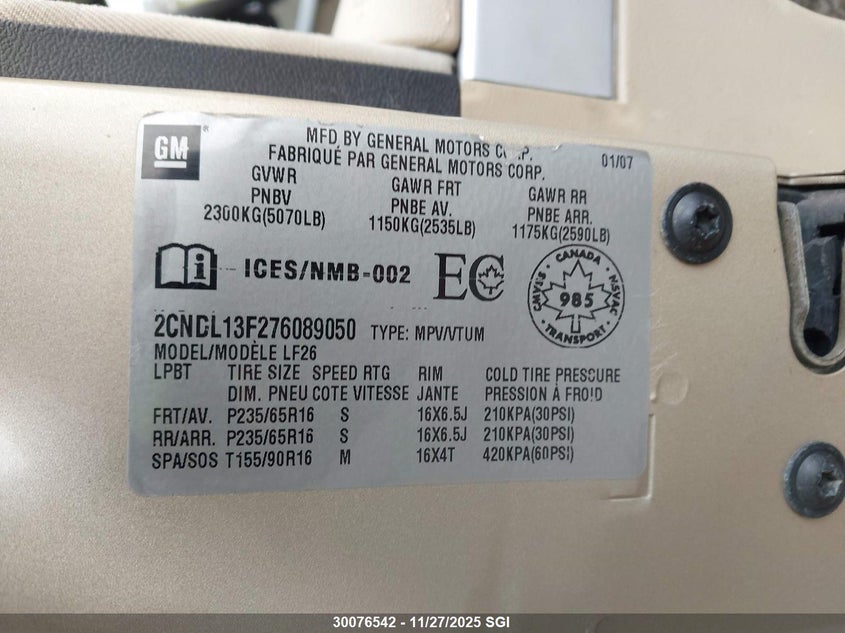 GM
MFD BY GENERAL MOTORS CORP. 01/07
FABRIQUÉ PAR GENERAL MOTORS CORP.
GVWR GAWR FRT GAWR RR
PNBV PNBE AV. PNBE ARR.
2300KG(5070LB) 1150KG(2535LB) 1175KG(2590LB)
i - ICES/NMB-002 EC
CANADA
CMVSS NSVAC
985
TRANSPORT
2CNDL13F276089050 TYPE: MPV/VTUM
MODEL/MODÈLE LF26
LPBT TIRE SIZE SPEED RTG RIM COLD TIRE PRESSURE
DIM. PNEU COTE VITESSE JANTE PRESSION À FROID
FRT/AV. P235/65R16 S 16X6.5J 210KPA(30PSI)
RR/ARR. P235/65R16 S 16X6.5J 210KPA(30PSI)
SPA/SOS T155/90R16 M 16X4T 420KPA(60PSI)
30076542 - 11/27/2025 SGI